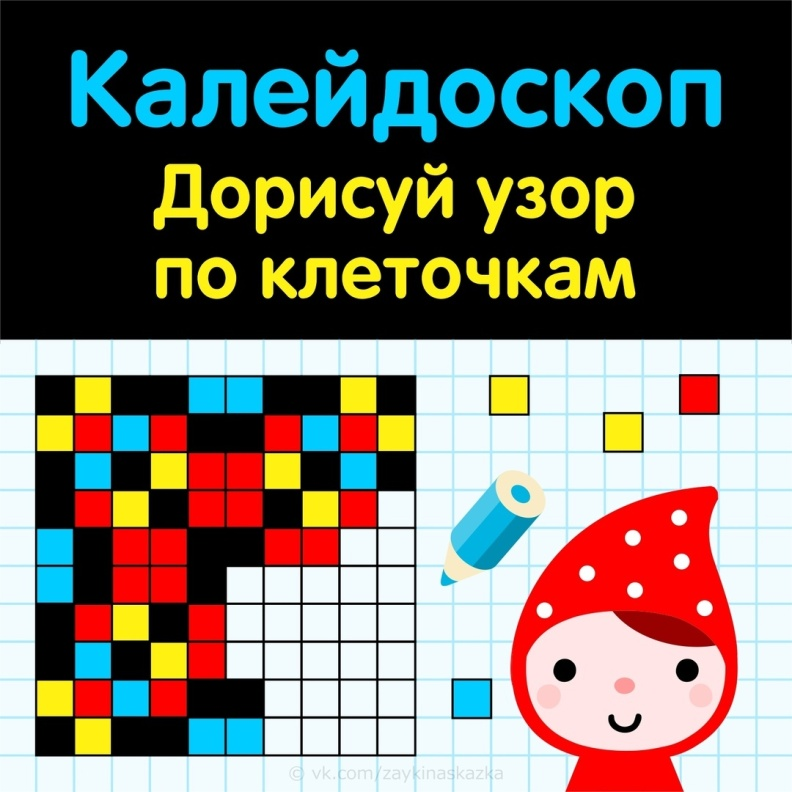 Калейдоскоп
Дорисуй узор
по клеточкам
© vk.com/zaykinaskazka